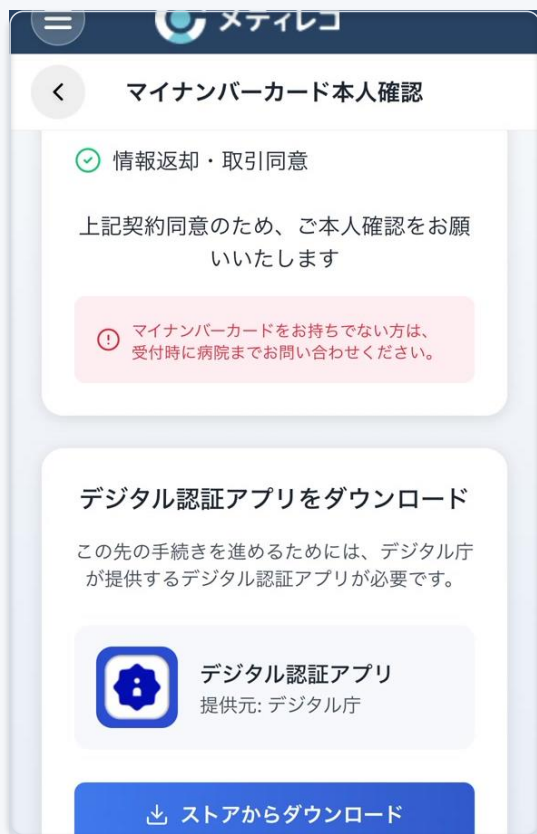 メディレコ
マイナンバーカード本人確認
情報返却・取引同意
上記契約同意のため、ご本人確認をお願
いいたします
マイナンバーカードをお持ちでない方は、
受付時に病院までお問い合わせください。
デジタル認証アプリをダウンロード
この先の手続きを進めるためには、デジタル庁
が提供するデジタル認証アプリが必要です。
デジタル認証アプリ
提供元: デジタル庁
ストアからダウンロード